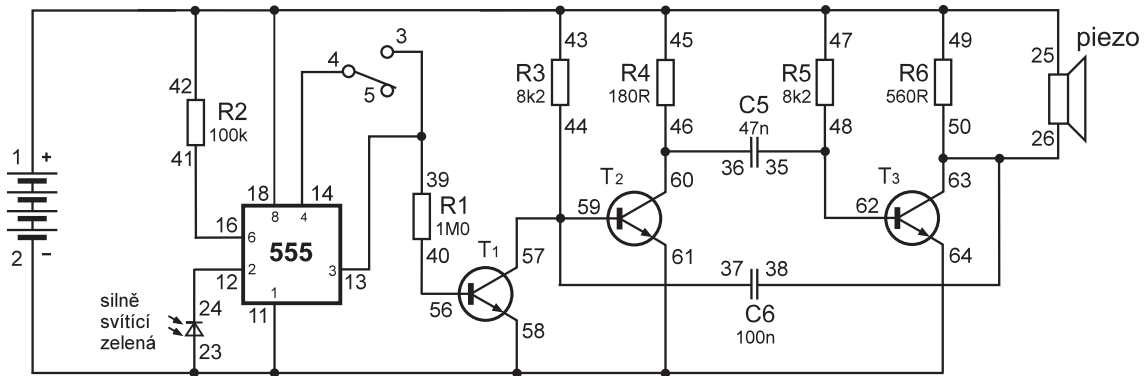 1
+
2
−
42
R2
100k
41
16
6
12
2
18
8
14
4
555
3
13
1
11
silně
svítící
zelená
24
23
4
3
5
39
R1
1M0
40
56
T1
57
58
43
R3
8k2
44
45
R4
180R
46
59
T2
60
61
C5
47n
36
35
37
38
C6
100n
47
R5
8k2
48
49
R6
560R
50
62
T3
63
64
piezo
25
26